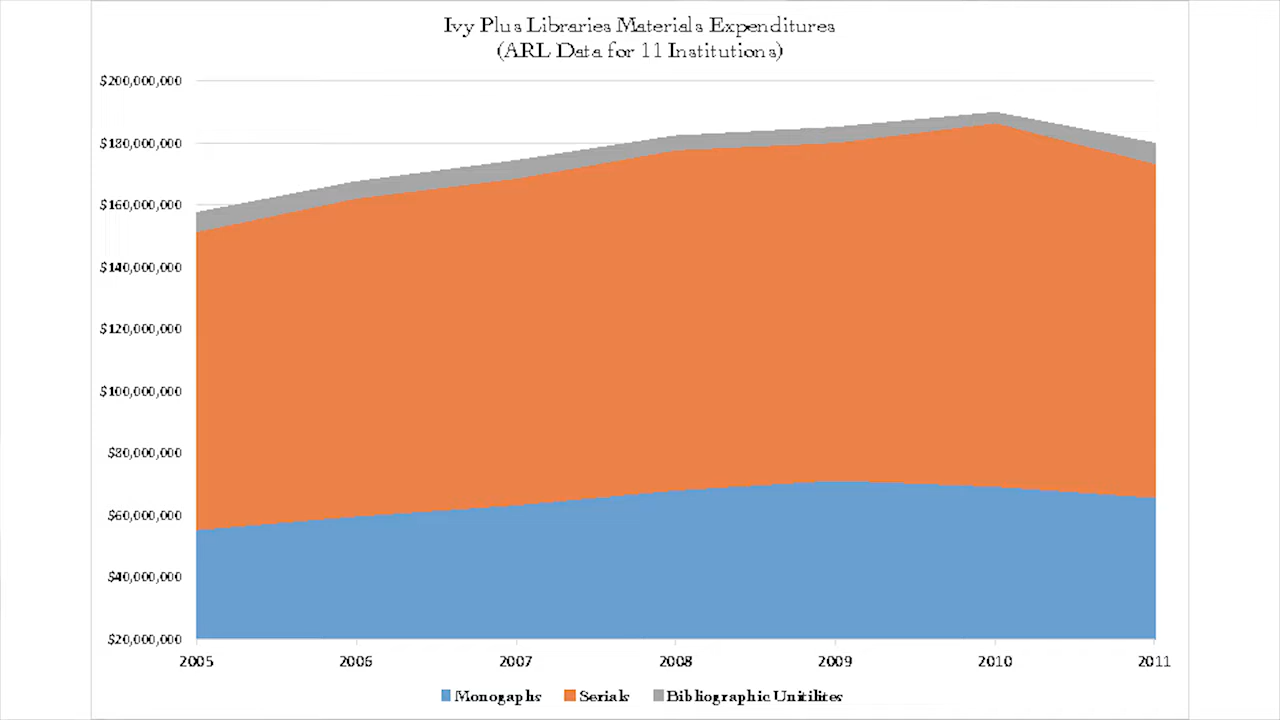 Ivy Plus Libraries Materials Expenditures
(ARL Data for 11 Institutions)
$200,000,000
$180,000,000
$160,000,000
$140,000,000
$120,000,000
$100,000,000
$80,000,000
$60,000,000
$40,000,000
$20,000,000
2005 2006 2007 2008 2009 2010 2011
Monogaphs Serials Bibliographic Unitilites